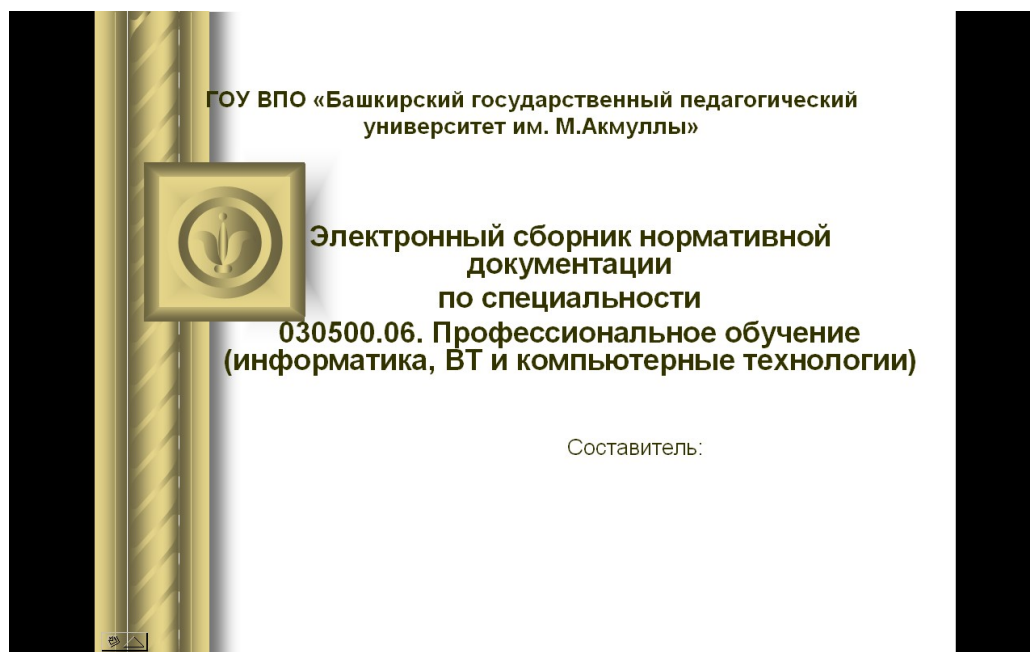 ГОУ ВПО «Башкирский государственный педагогический
университет им. М.Акмуллы»
Электронный сборник нормативной
документации
по специальности
030500.06. Профессиональное обучение
(информатика, ВТ и компьютерные технологии)
Составитель: